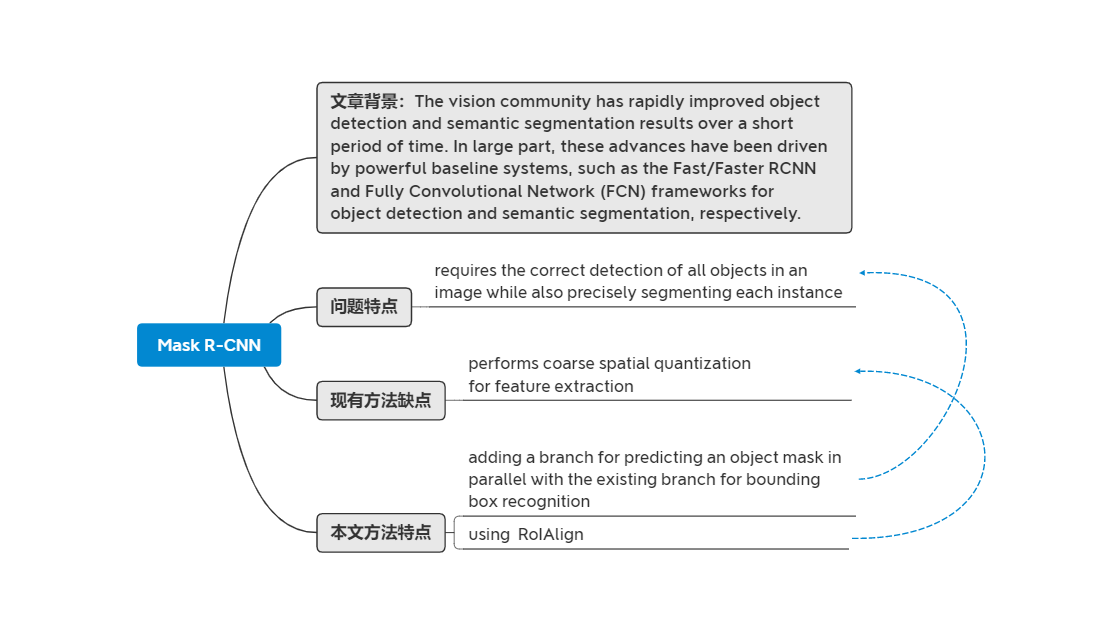 文章背景：The vision community has rapidly improved object
detection and semantic segmentation results over a short
period of time. In large part, these advances have been driven
by powerful baseline systems, such as the Fast/Faster RCNN
and Fully Convolutional Network (FCN) frameworks for
object detection and semantic segmentation, respectively.
requires the correct detection of all objects in an
image while also precisely segmenting each instance
问题特点
Mask R-CNN
performs coarse spatial quantization
for feature extraction
现有方法缺点
adding a branch for predicting an object mask in
parallel with the existing branch for bounding
box recognition
本文方法特点
using RoIAlign